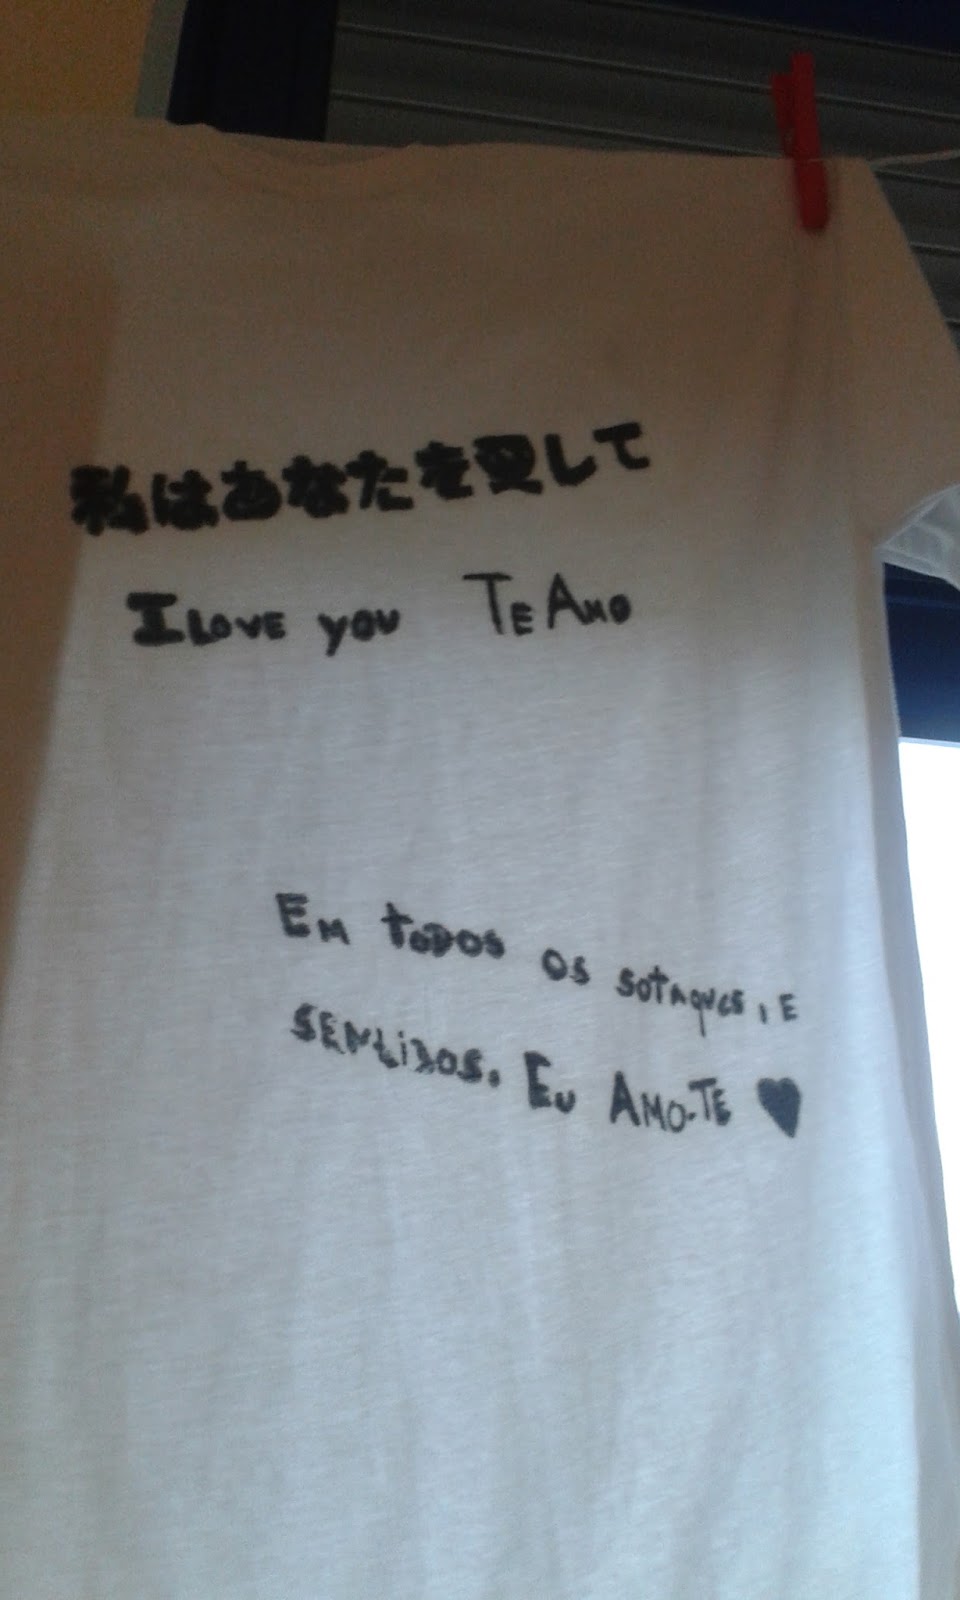 私はあなたを愛して
I LOVE YOU TE AMO
EM TODOS OS SOTAQUES, E
SENTIDOS. EU AMO-TE ♥